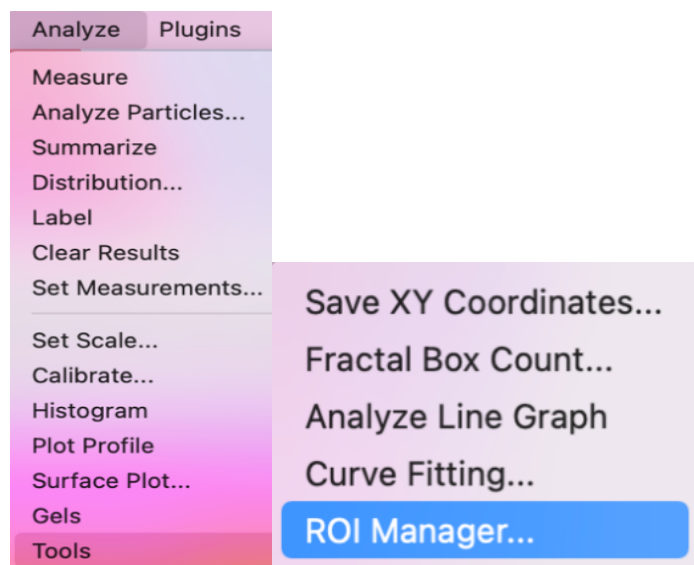 Analyze Plugins
Measure
Analyze Particles...
Summarize
Distribution...
Label
Clear Results
Set Measurements...
Set Scale...
Calibrate...
Histogram
Plot Profile
Surface Plot...
Gels
Tools
Save XY Coordinates...
Fractal Box Count...
Analyze Line Graph
Curve Fitting...
ROI Manager...